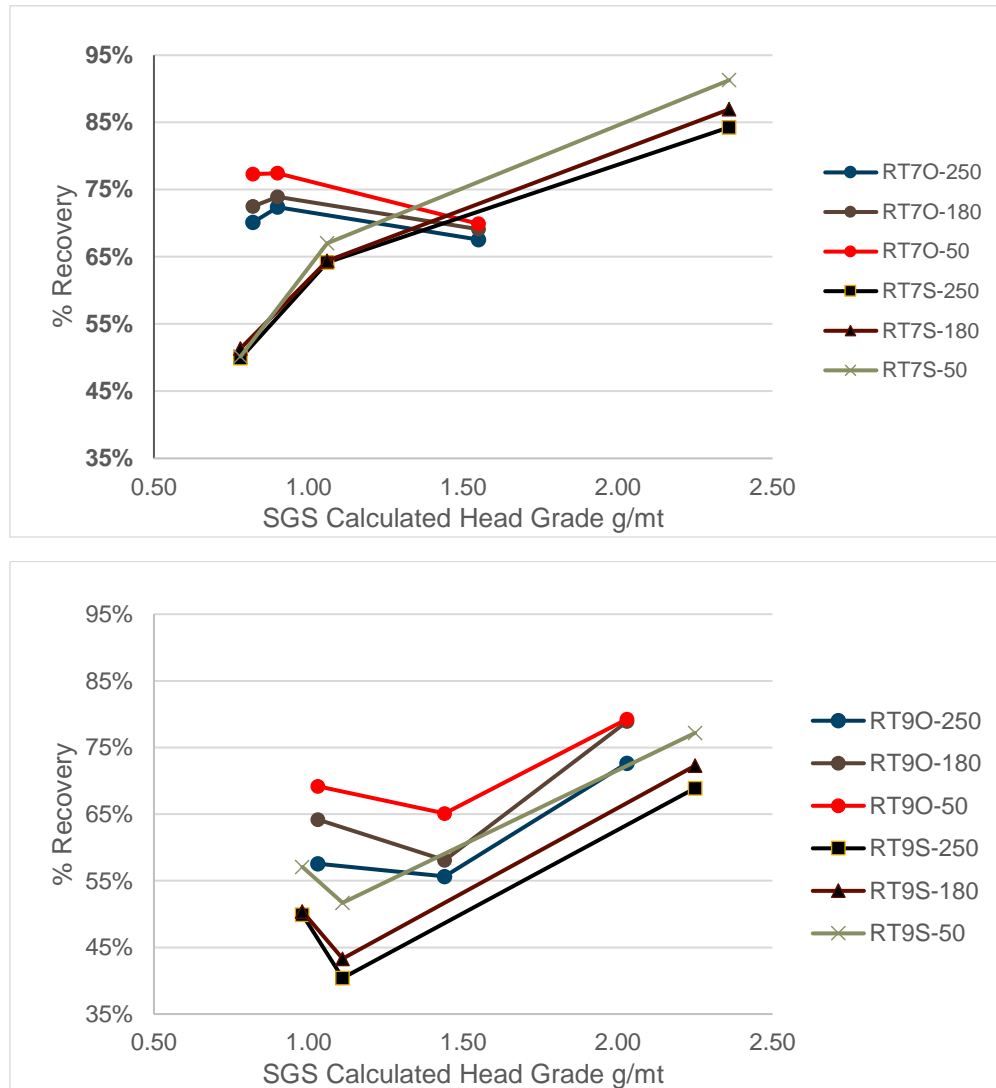 95%
85%
75%
65%
55%
45%
35%
% Recovery
0.50 1.00 1.50 2.00 2.50
SGS Calculated Head Grade g/mt
RT7O-250
RT7O-180
RT7O-50
RT7S-250
RT7S-180
RT7S-50
95%
85%
75%
65%
55%
45%
35%
% Recovery
0.50 1.00 1.50 2.00 2.50
SGS Calculated Head Grade g/mt
RT9O-250
RT9O-180
RT9O-50
RT9S-250
RT9S-180
RT9S-50